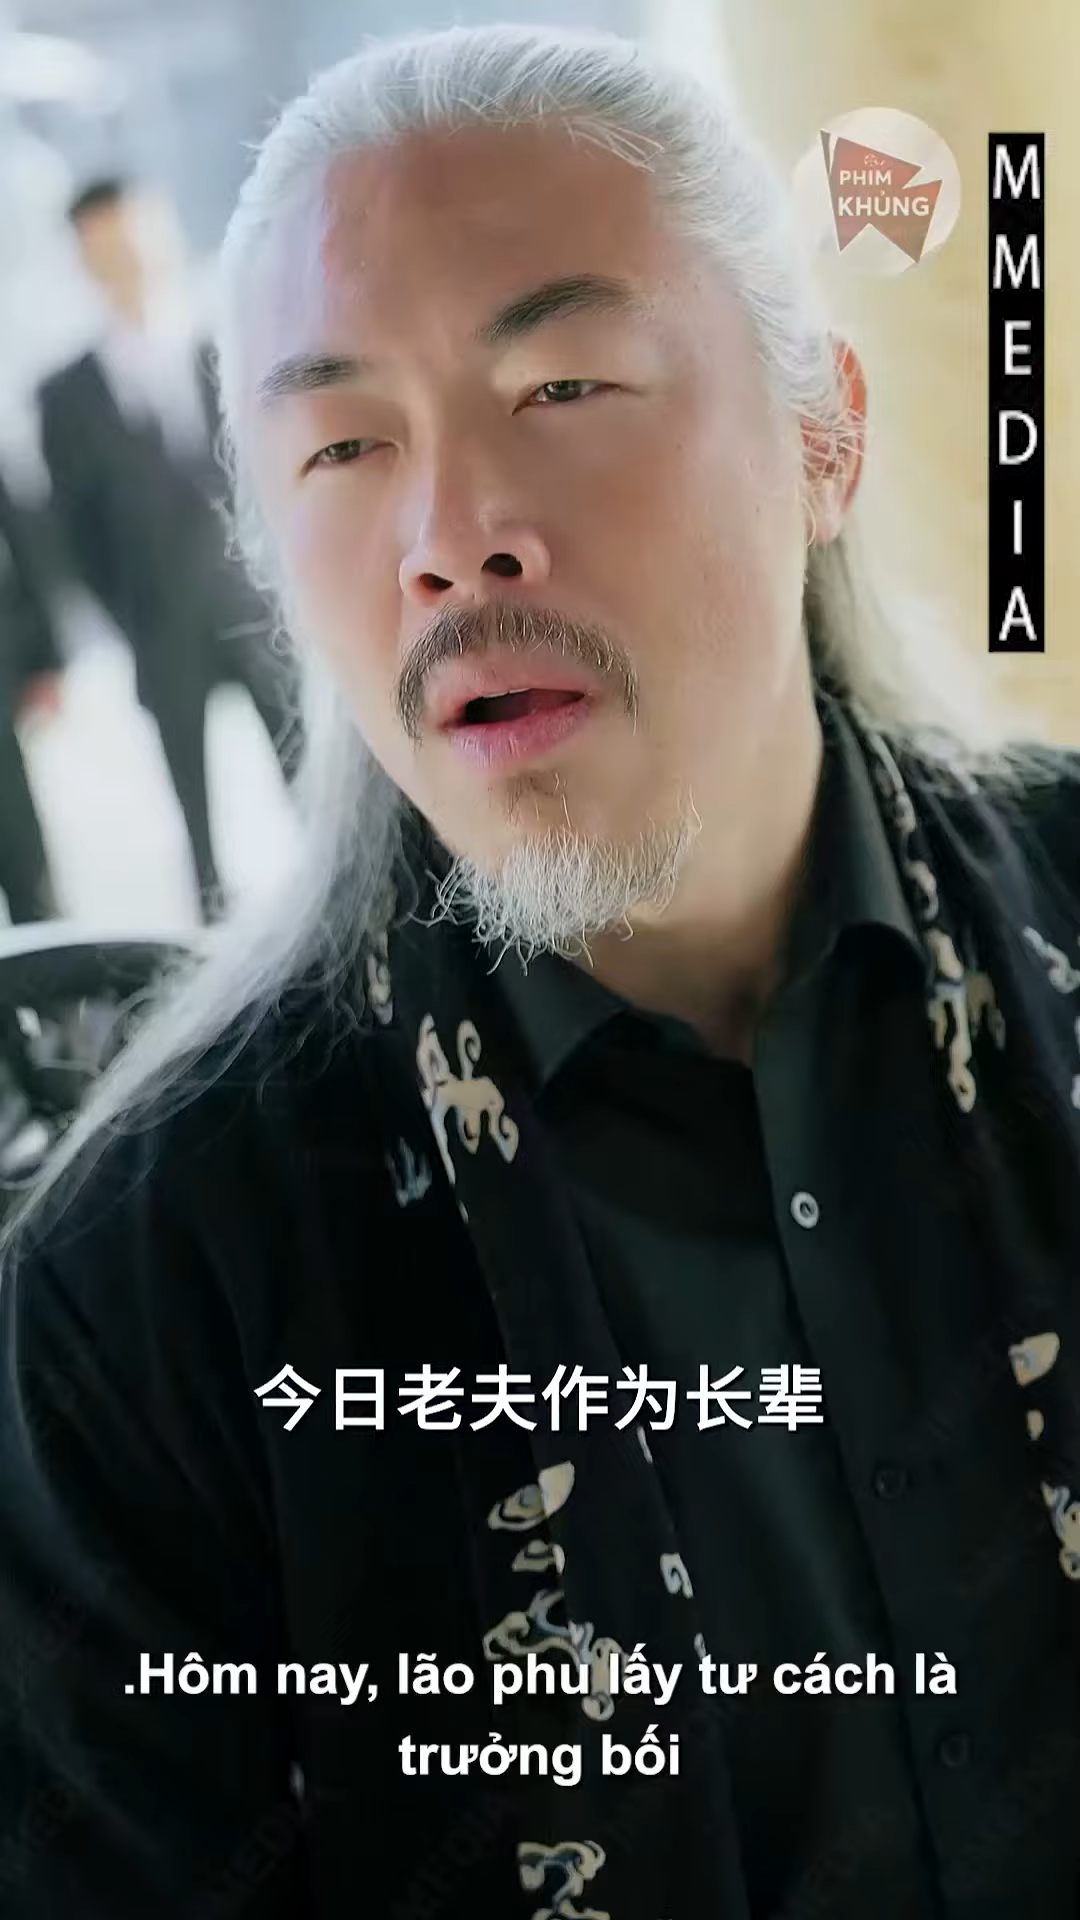 PHIM
KHỦNG
MMEDIA
今日老夫作为长辈
.Hôm nay, lão phu lấy tư cách là
trưởng bối